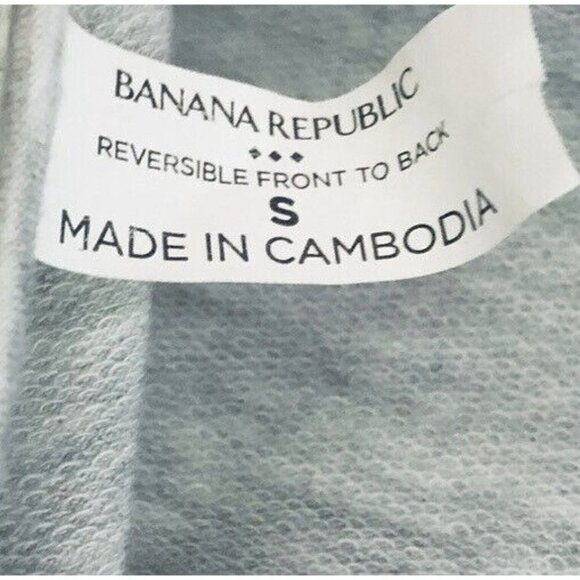 BANANA REPUBLIC
REVERSIBLE FRONT TO BACK
S
MADE IN CAMBODIA